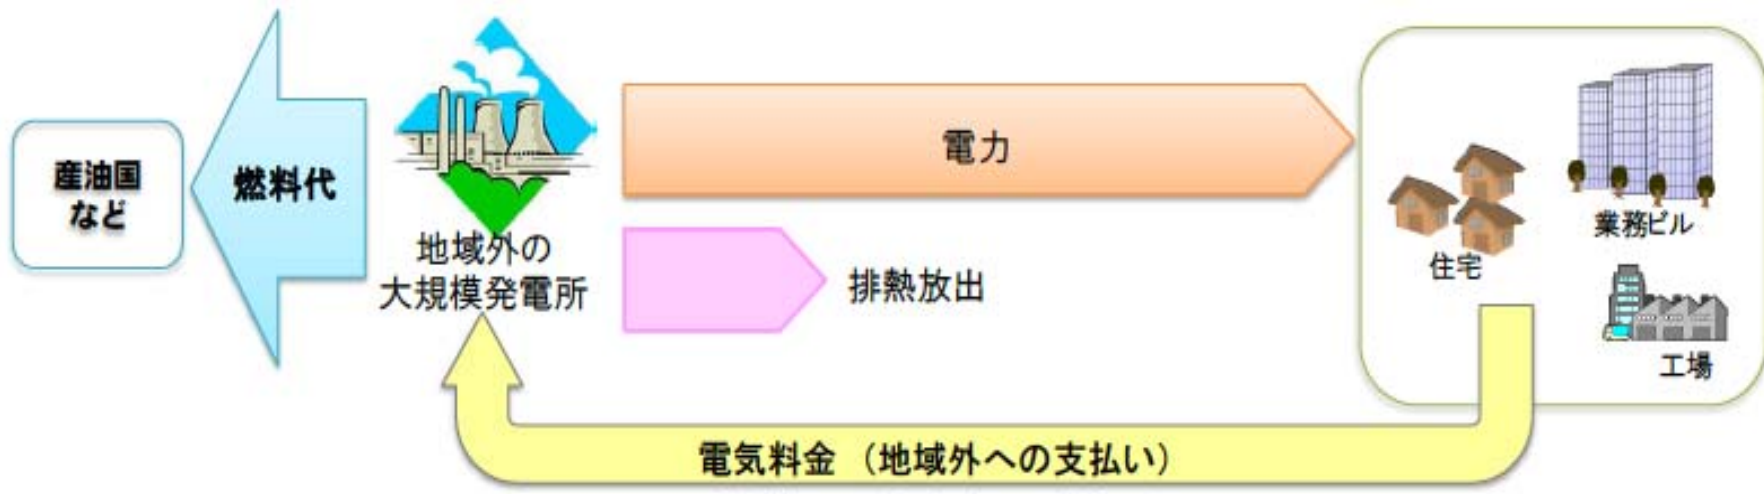 産油国
など
燃料代
地域外の
大規模発電所
電力
排熱放出
住宅
業務ビル
工場
電気料金 (地域外への支払い)